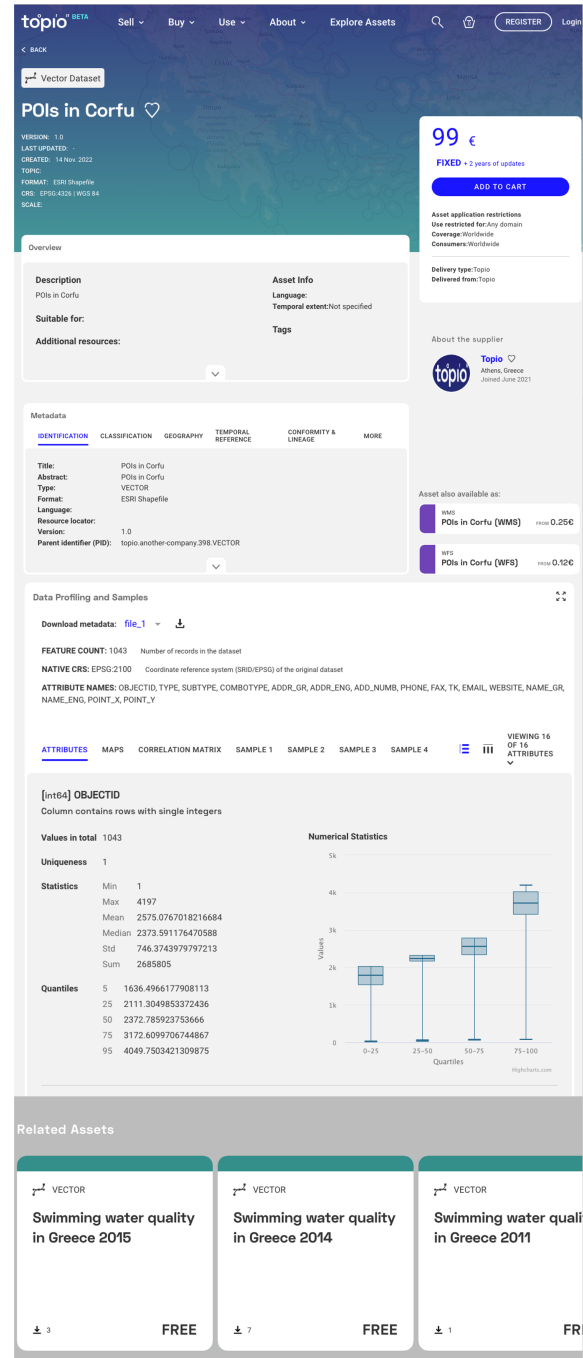 topio BETA
Sell Buy Use About Explore Assets REGISTER Login
< BACK
Vector Dataset
POIs in Corfu
VERSION: 1.0
LAST UPDATED: -
CREATED: 14 Nov. 2022
TOPIC:
FORMAT: ESRI Shapefile
CRS: EPSG:4326 | WGS 84
SCALE:
99 €
FIXED + 2 years of updates
ADD TO CART
Asset application restrictions
Use restricted for:Any domain
Coverage:Worldwide
Consumers:Worldwide
Delivery type:Topio
Delivered from:Topio
Overview
Description
POIs in Corfu
Suitable for:
Additional resources:
Asset Info
Language:
Temporal extent:Not specified
Tags
About the supplier
topio
Topio
Athens, Greece
Joined June 2021
Metadata
IDENTIFICATION CLASSIFICATION GEOGRAPHY TEMPORAL REFERENCE CONFORMITY & LINEAGE MORE
Title: POIs in Corfu
Abstract: POIs in Corfu
Type: VECTOR
Format: ESRI Shapefile
Language:
Resource locator:
Version: 1.0
Parent identifier (PID): topio.another-company.398.VECTOR
Asset also available as:
WMS
POIs in Corfu (WMS) FROM 0.25€
WFS
POIs in Corfu (WFS) FROM 0.12€
Data Profiling and Samples
Download metadata: file_1
FEATURE COUNT: 1043 Number of records in the dataset
NATIVE CRS: EPSG:2100 Coordinate reference system (SRID/EPSG) of the original dataset
ATTRIBUTE NAMES: OBJECTID, TYPE, SUBTYPE, COMBOTYPE, ADDR_GR, ADDR_ENG, ADD_NUMB, PHONE, FAX, TK, EMAIL, WEBSITE, NAME_GR,
NAME_ENG, POINT_X, POINT_Y
ATTRIBUTES MAPS CORRELATION MATRIX SAMPLE 1 SAMPLE 2 SAMPLE 3 SAMPLE 4
VIEWING 16
OF 16
ATTRIBUTES
[int64] OBJECTID
Column contains rows with single integers
Values in total 1043
Uniqueness 1
Statistics Min 1
Max 4197
Mean 2575.0767018216684
Median 2373.591176470588
Std 746.3743979797213
Sum 2685805
Quantiles 5 1636.4966177908113
25 2111.3049853372436
50 2372.785923753666
75 3172.6099706744867
95 4049.7503421309875
Numerical Statistics
5k
4k
3k
2k
1k
0
Values
0-25 25-50 50-75 75-100
Quartiles
Highcharts.com
Related Assets
VECTOR
Swimming water quality
in Greece 2015
3 FREE
VECTOR
Swimming water quality
in Greece 2014
7 FREE
VECTOR
Swimming water quali
in Greece 2011
1 FRE